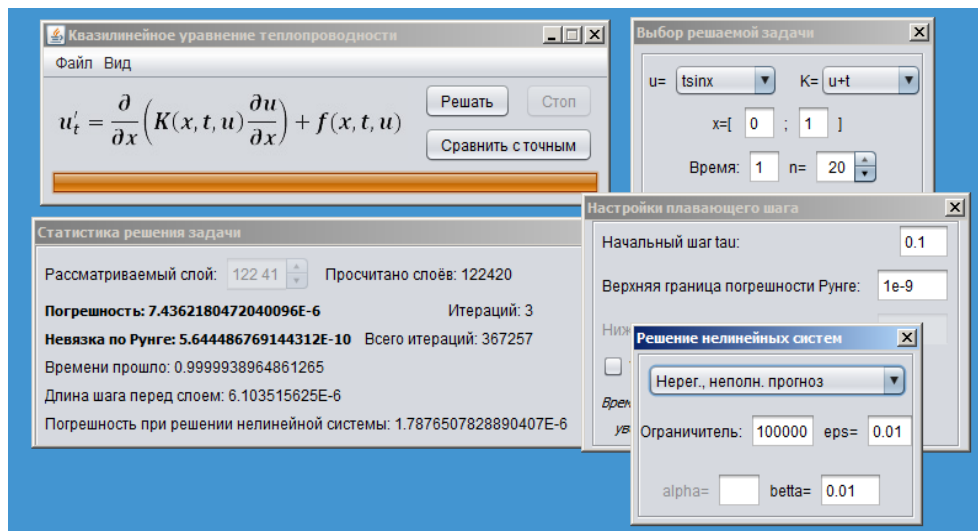 Квазилинейное уравнение теплопроводности
Файл Вид
u′t = ∂/∂x (K(x, t, u) ∂u/∂x) + f(x, t, u)
Решать Стоп
Сравнить с точным
Выбор решаемой задачи
u= tsinx K= u+t
x=[ 0 ; 1 ]
Время: 1 n= 20
Статистика решения задачи
Рассматриваемый слой: 122 41 Просчитано слоёв: 122420
Погрешность: 7.4362180472040096E-6 Итераций: 3
Невязка по Рунге: 5.644486769144312E-10 Всего итераций: 367257
Времени прошло: 0.9999938964861265
Длина шага перед слоем: 6.103515625E-6
Погрешность при решении нелинейной системы: 1.7876507828890407E-6
Настройки плавающего шага
Начальный шаг tau: 0.1
Верхняя граница погрешности Рунге: 1e-9
Решение нелинейных систем
Нерег., неполн. прогноз
Ограничитель: 100000 eps= 0.01
alpha= betta= 0.01